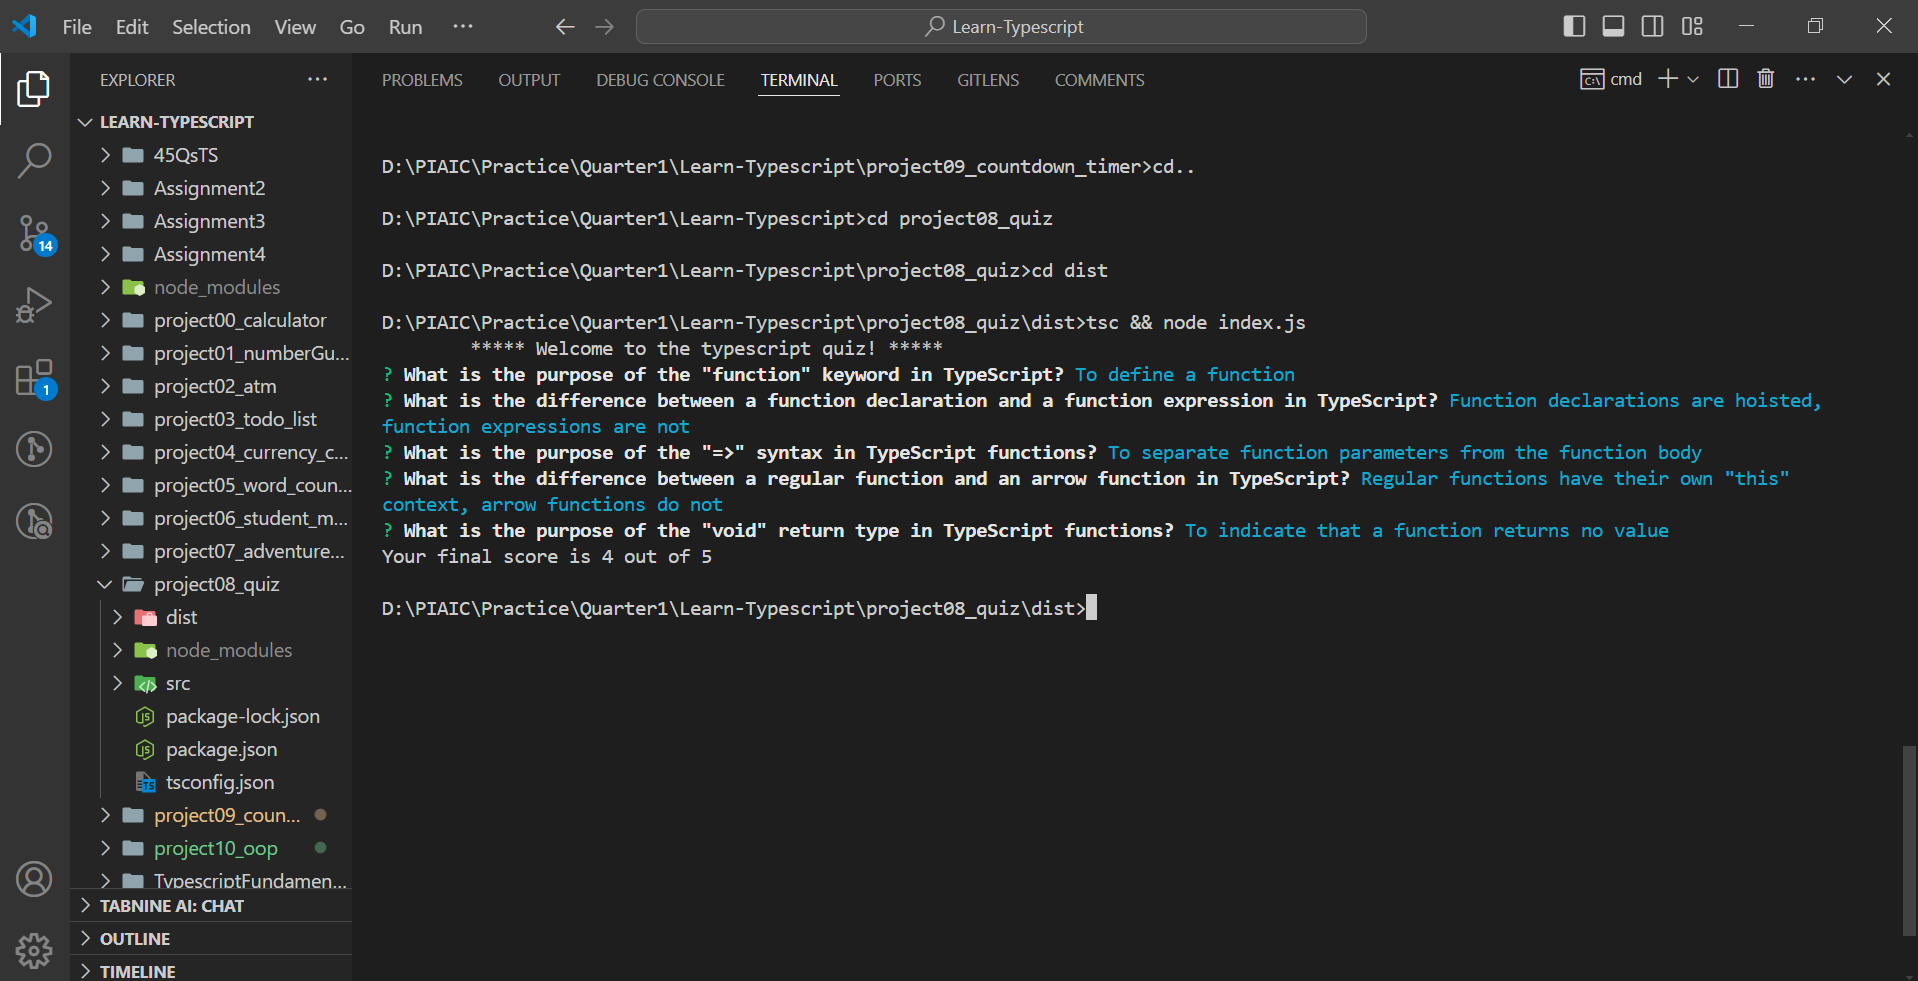 File Edit Selection View Go Run ···
Learn-Typescript
EXPLORER ···
LEARN-TYPESCRIPT
45QsTS
Assignment2
Assignment3
Assignment4
node_modules
project00_calculator
project01_numberGu...
project02_atm
project03_todo_list
project04_currency_c...
project05_word_coun...
project06_student_m...
project07_adventure...
project08_quiz
dist
node_modules
src
package-lock.json
package.json
tsconfig.json
project09_coun...
project10_oop
TypescriptFundamen...
TABNINE AI: CHAT
OUTLINE
TIMELINE
14
1
PROBLEMS OUTPUT DEBUG CONSOLE TERMINAL PORTS GITLENS COMMENTS
cmd
D:\PIAIC\Practice\Quarter1\Learn-Typescript\project09_countdown_timer>cd..
D:\PIAIC\Practice\Quarter1\Learn-Typescript>cd project08_quiz
D:\PIAIC\Practice\Quarter1\Learn-Typescript\project08_quiz>cd dist
D:\PIAIC\Practice\Quarter1\Learn-Typescript\project08_quiz\dist>tsc && node index.js
***** Welcome to the typescript quiz! *****
? What is the purpose of the "function" keyword in TypeScript? To define a function
? What is the difference between a function declaration and a function expression in TypeScript? Function declarations are hoisted,
function expressions are not
? What is the purpose of the "=>" syntax in TypeScript functions? To separate function parameters from the function body
? What is the difference between a regular function and an arrow function in TypeScript? Regular functions have their own "this"
context, arrow functions do not
? What is the purpose of the "void" return type in TypeScript functions? To indicate that a function returns no value
Your final score is 4 out of 5
D:\PIAIC\Practice\Quarter1\Learn-Typescript\project08_quiz\dist>